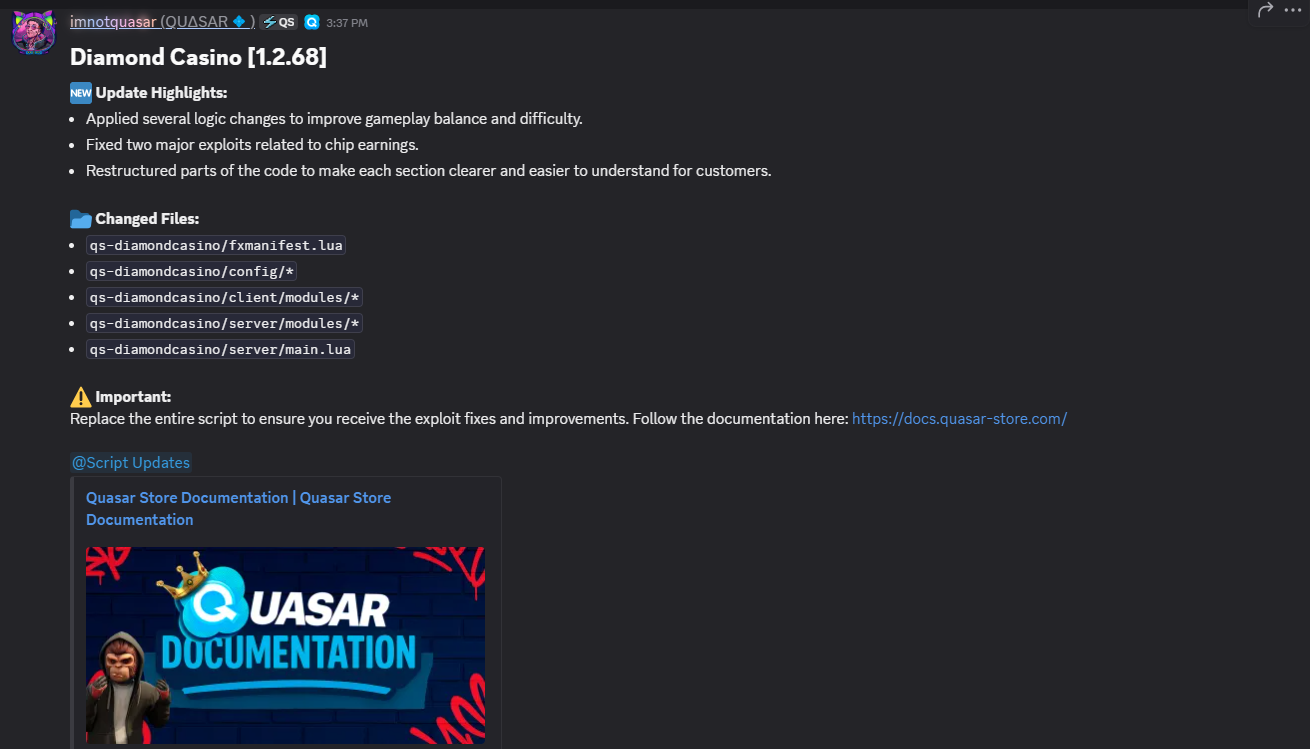 imnotquasar (QUΔSAR 🔹 ) QS Q 3:37 PM
Diamond Casino [1.2.68]
NEW Update Highlights:
• Applied several logic changes to improve gameplay balance and difficulty.
• Fixed two major exploits related to chip earnings.
• Restructured parts of the code to make each section clearer and easier to understand for customers.
Changed Files:
• qs-diamondcasino/fxmanifest.lua
• qs-diamondcasino/config/*
• qs-diamondcasino/client/modules/*
• qs-diamondcasino/server/modules/*
• qs-diamondcasino/server/main.lua
⚠️ Important:
Replace the entire script to ensure you receive the exploit fixes and improvements. Follow the documentation here: https://docs.quasar-store.com/
@Script Updates
Quasar Store Documentation | Quasar Store
Documentation
QUASAR
DOCUMENTATION